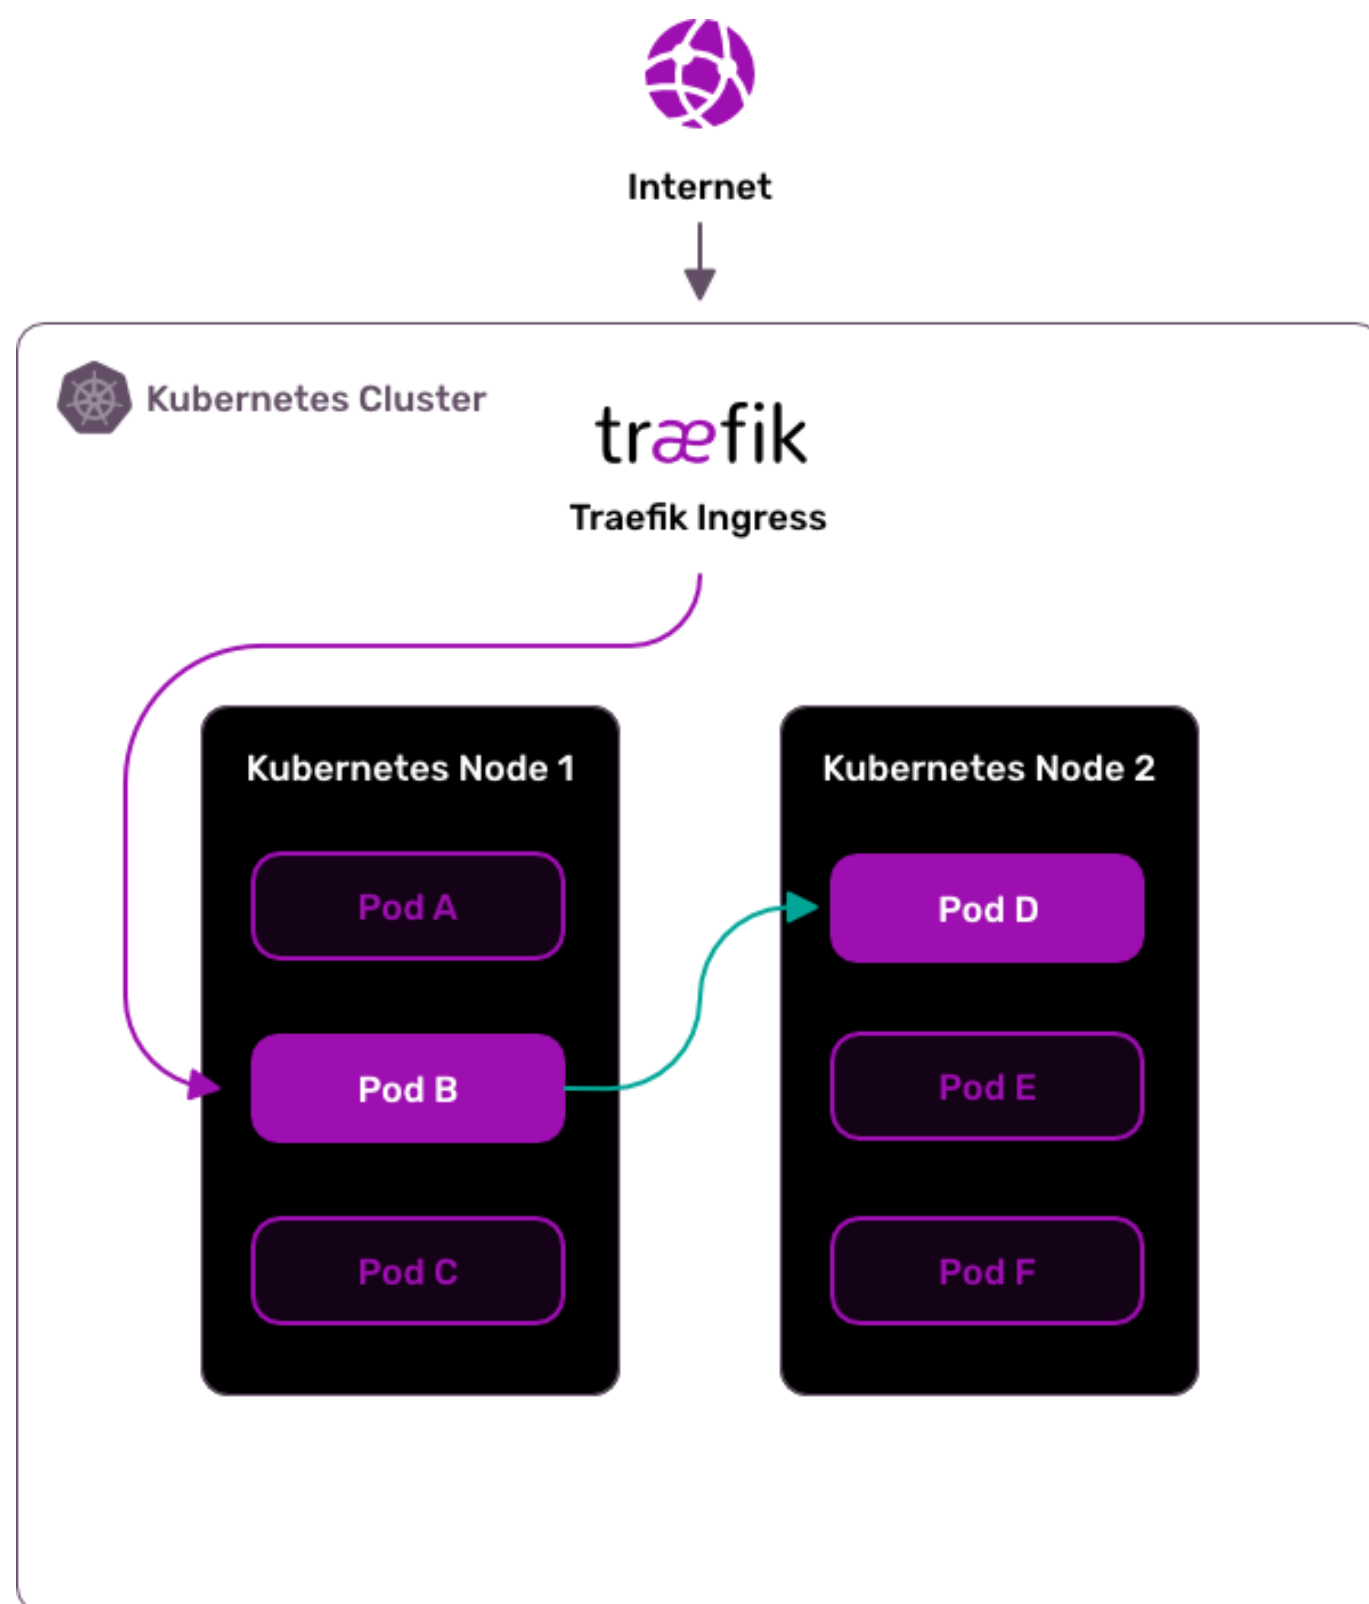 Internet
Kubernetes Cluster
træfik
Traefik Ingress
Kubernetes Node 1
Pod A
Pod B
Pod C
Kubernetes Node 2
Pod D
Pod E
Pod F